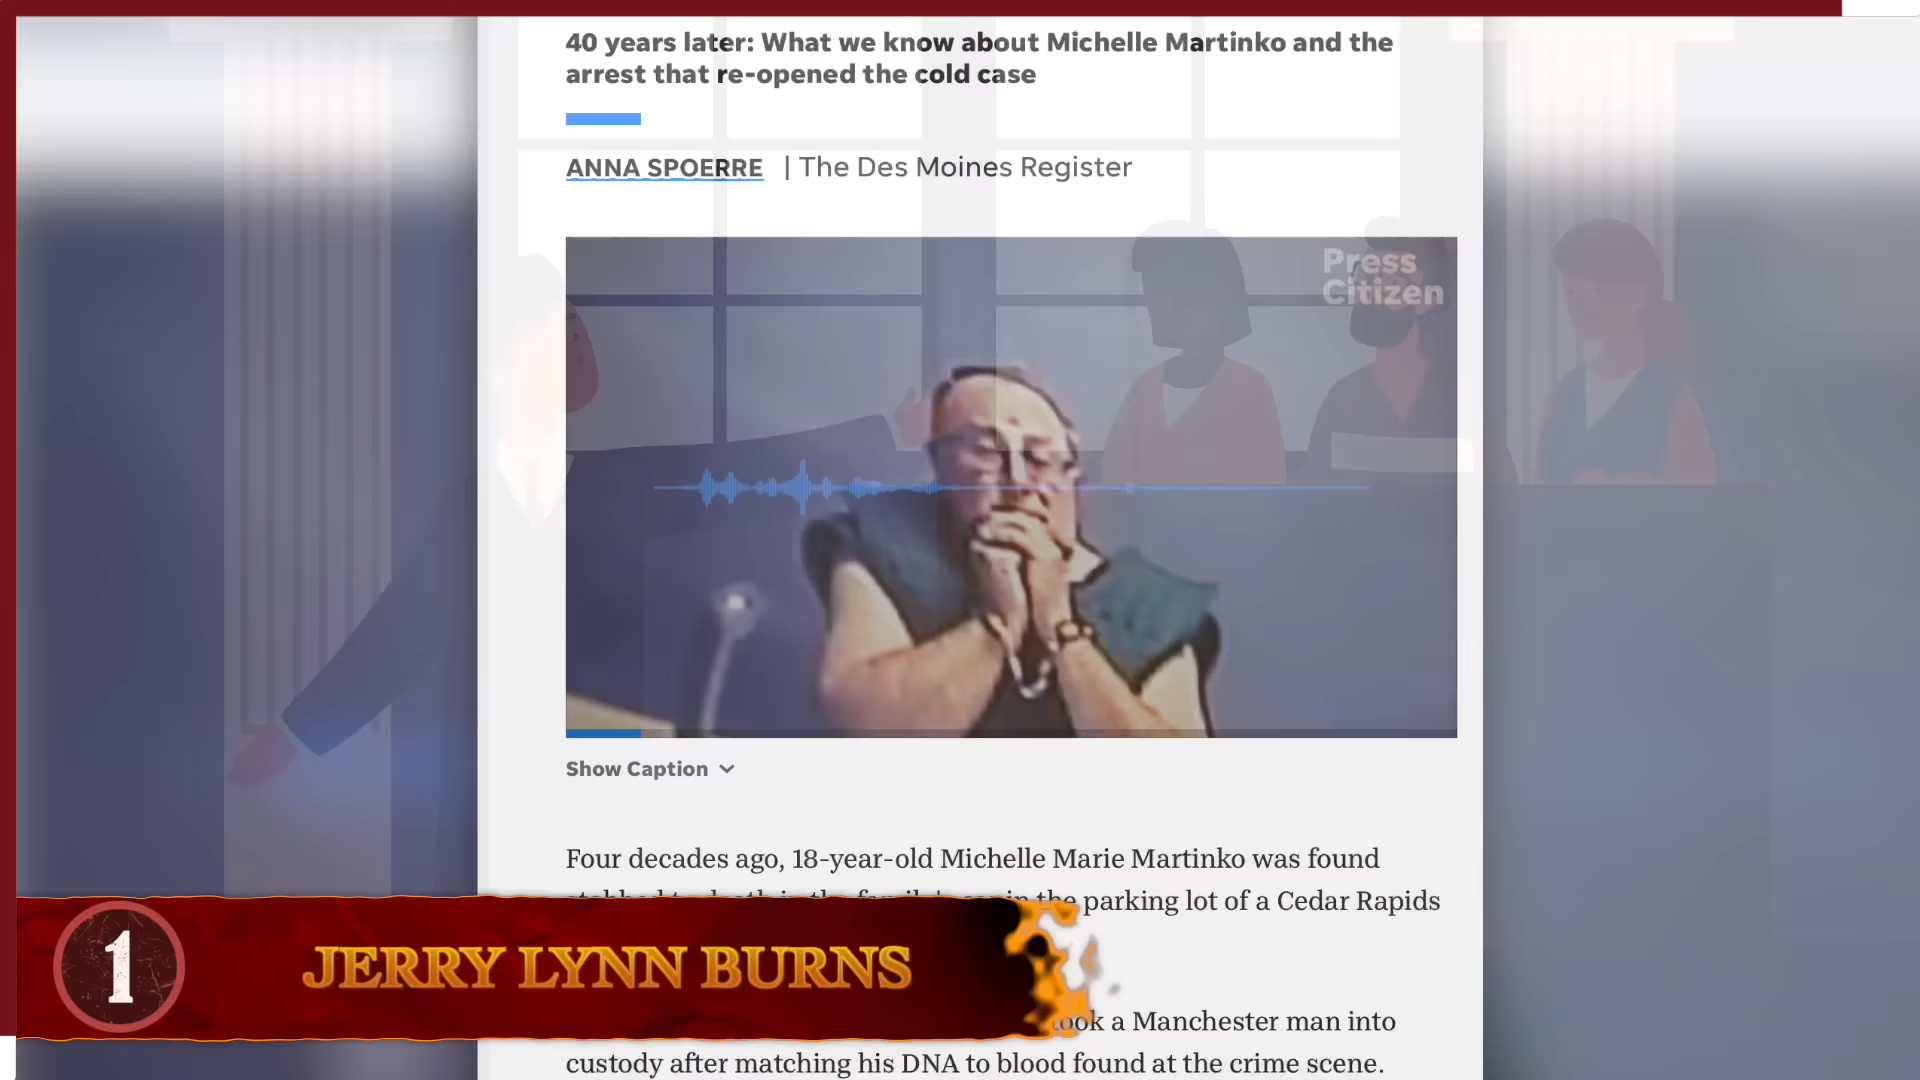 40 years later: What we know about Michelle Martinko and the
arrest that re-opened the cold case
ANNA SPOERRE | The Des Moines Register
Press
Citizen
Show Caption
Four decades ago, 18-year-old Michelle Marie Martinko was found
in the parking lot of a Cedar Rapids
1 JERRY LYNN BURNS
took a Manchester man into
custody after matching his DNA to blood found at the crime scene.